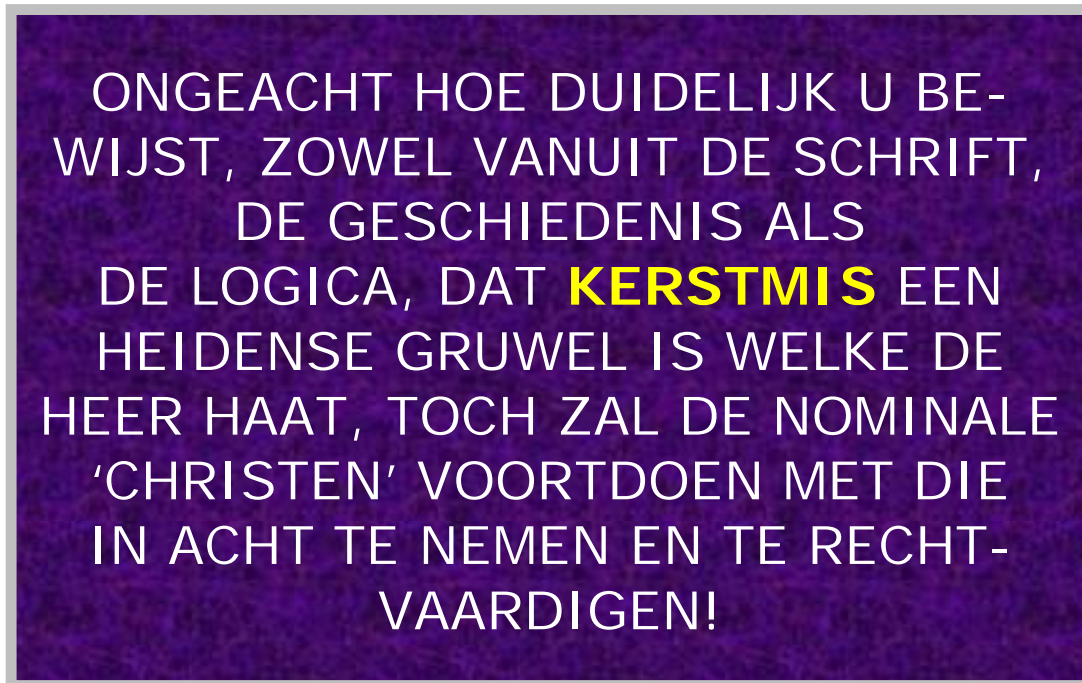 ONGEACHT HOE DUIDELIJK U BE-
WIJST, ZOWEL VANUIT DE SCHRIFT,
DE GESCHIEDENIS ALS
DE LOGICA, DAT KERSTMIS EEN
HEIDENSE GRUWEL IS WELKE DE
HEER HAAT, TOCH ZAL DE NOMINALE
‘CHRISTEN’ VOORTDOEN MET DIE
IN ACHT TE NEMEN EN TE RECHT-
VAARDIGEN!